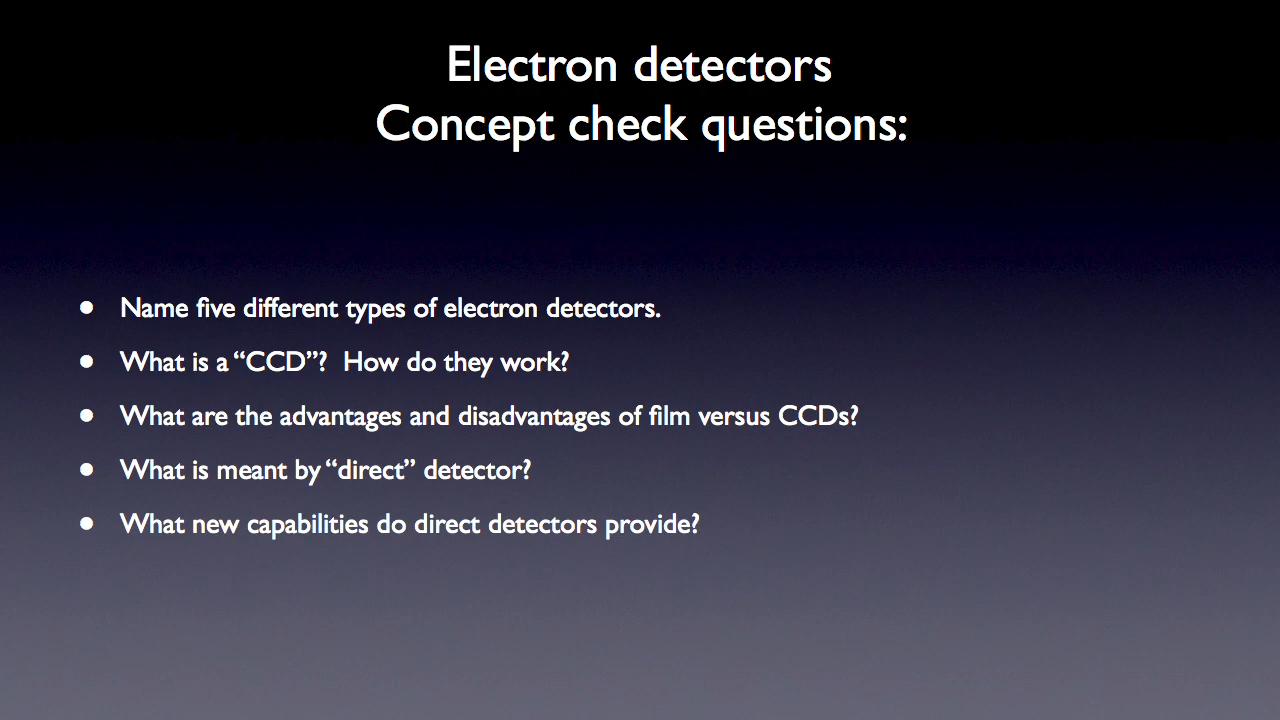 Electron detectors
Concept check questions:
• Name five different types of electron detectors.
• What is a “CCD”?  How do they work?
• What are the advantages and disadvantages of film versus CCDs?
• What is meant by “direct” detector?
• What new capabilities do direct detectors provide?